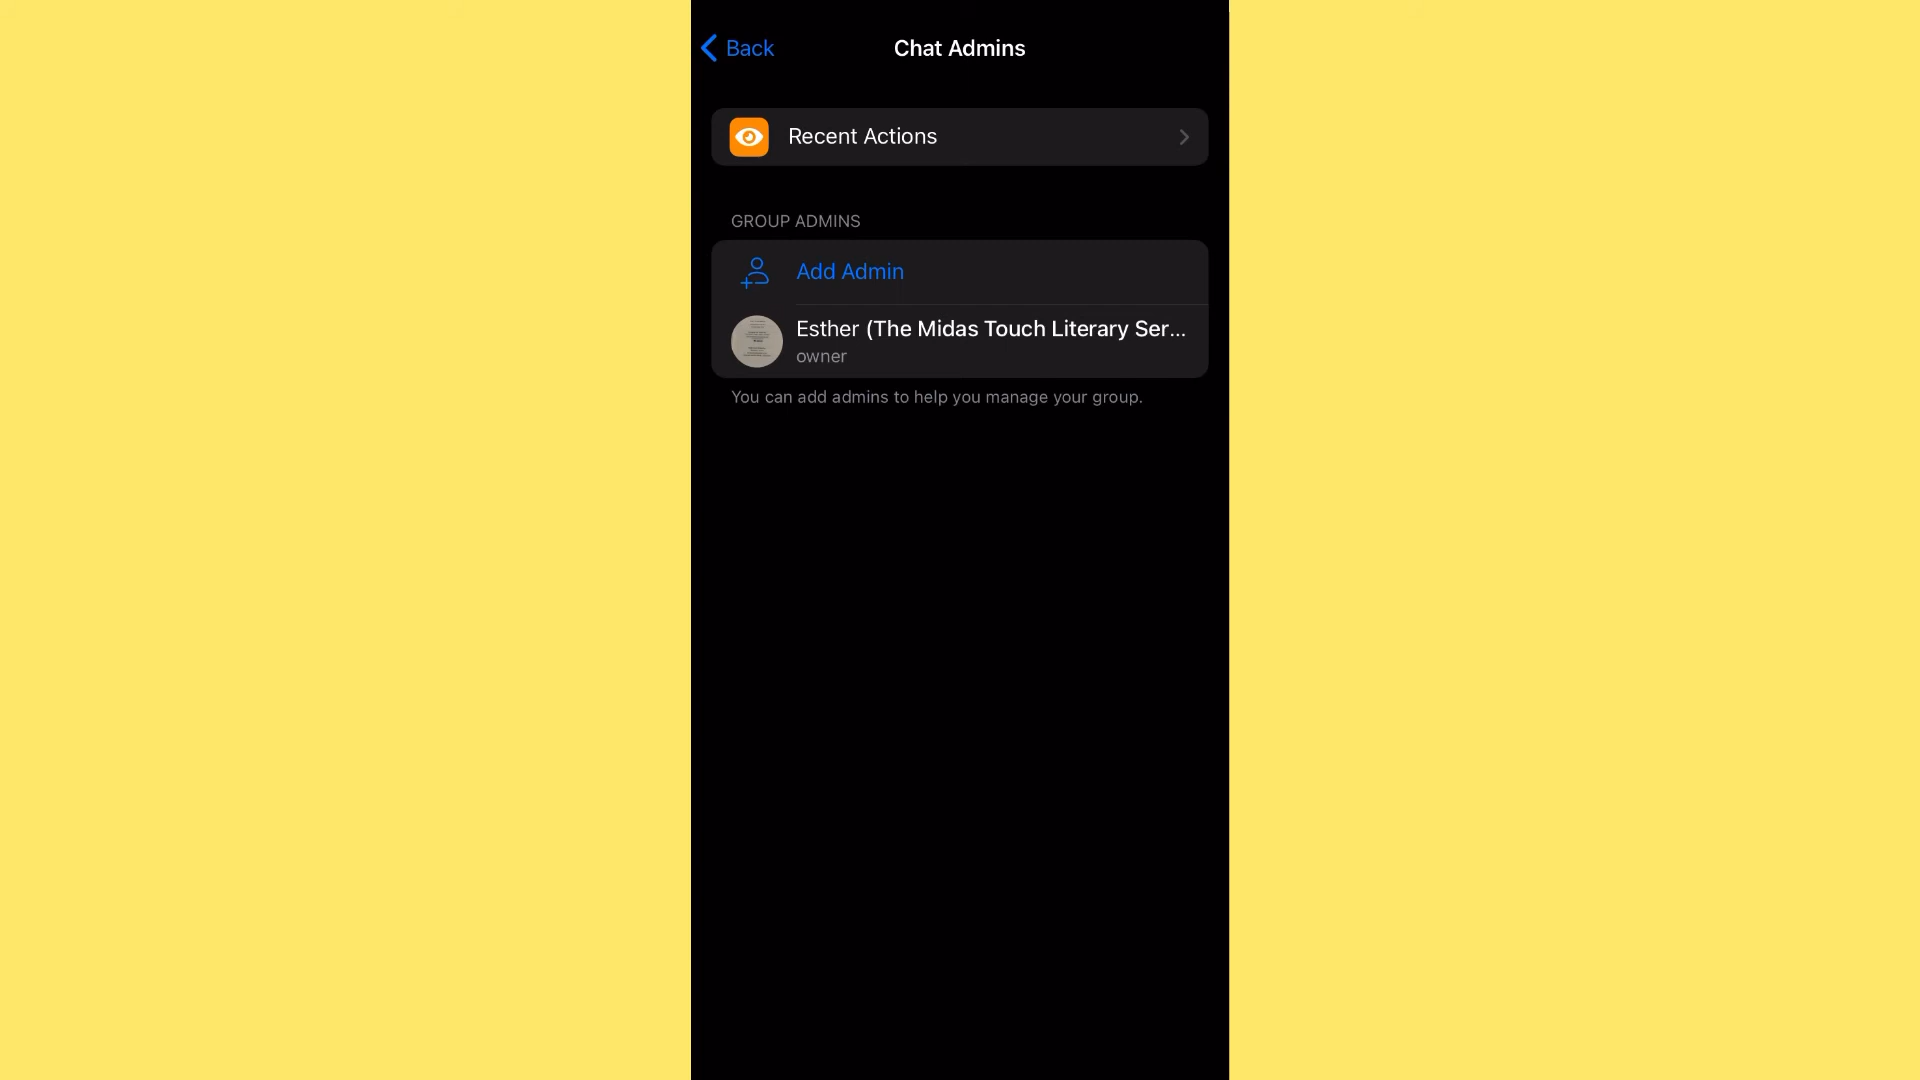 Back
Chat Admins
Recent Actions
GROUP ADMINS
Add Admin
Esther (The Midas Touch Literary Ser...
owner
You can add admins to help you manage your group.